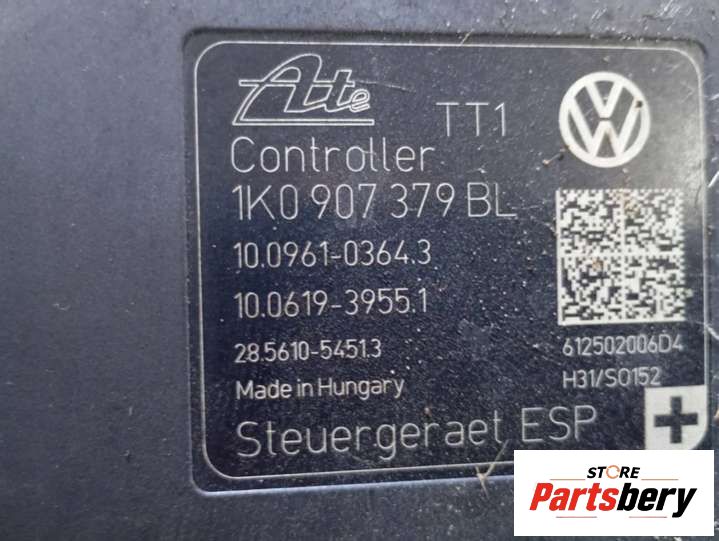 Ate
TT1
Controller
1K0 907 379 BL
10.0961-0364.3
10.0619-3955.1
28.5610-5451.3
612502006D4
Made in Hungary
H31/S0152
Steuergeraet ESP
STORE
Partsbery